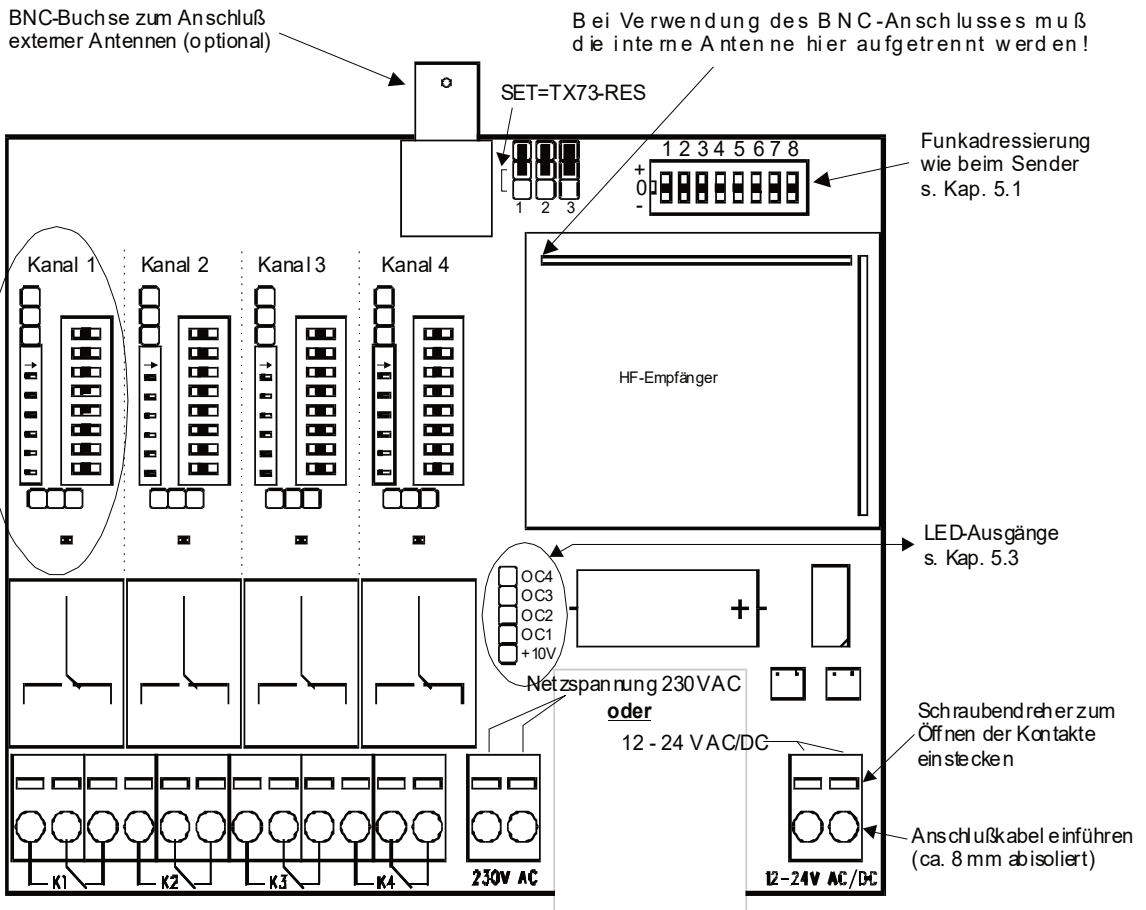 BNC-Buchse zum Anschluß
externer Antennen (optional)
Bei Verwendung des BNC-Anschlusses muß
die interne Antenne hier aufgetrennt werden!
SET=TX73-RES
1 2 3 4 5 6 7 8
+
0
-
1 2 3
Funkadressierung
wie beim Sender
s. Kap. 5.1
Kanal 1
Kanal 2
Kanal 3
Kanal 4
HF-Empfänger
LED-Ausgänge
s. Kap. 5.3
OC4
OC3
OC2
OC1
+10V
+
Netzspannung 230VAC
oder
12 - 24 VAC/DC
Schraubendreher zum
Öffnen der Kontakte
einstecken
Anschlußkabel einführen
(ca. 8 mm abisoliert)
K1
K2
K3
K4
230V AC
12-24V AC/DC